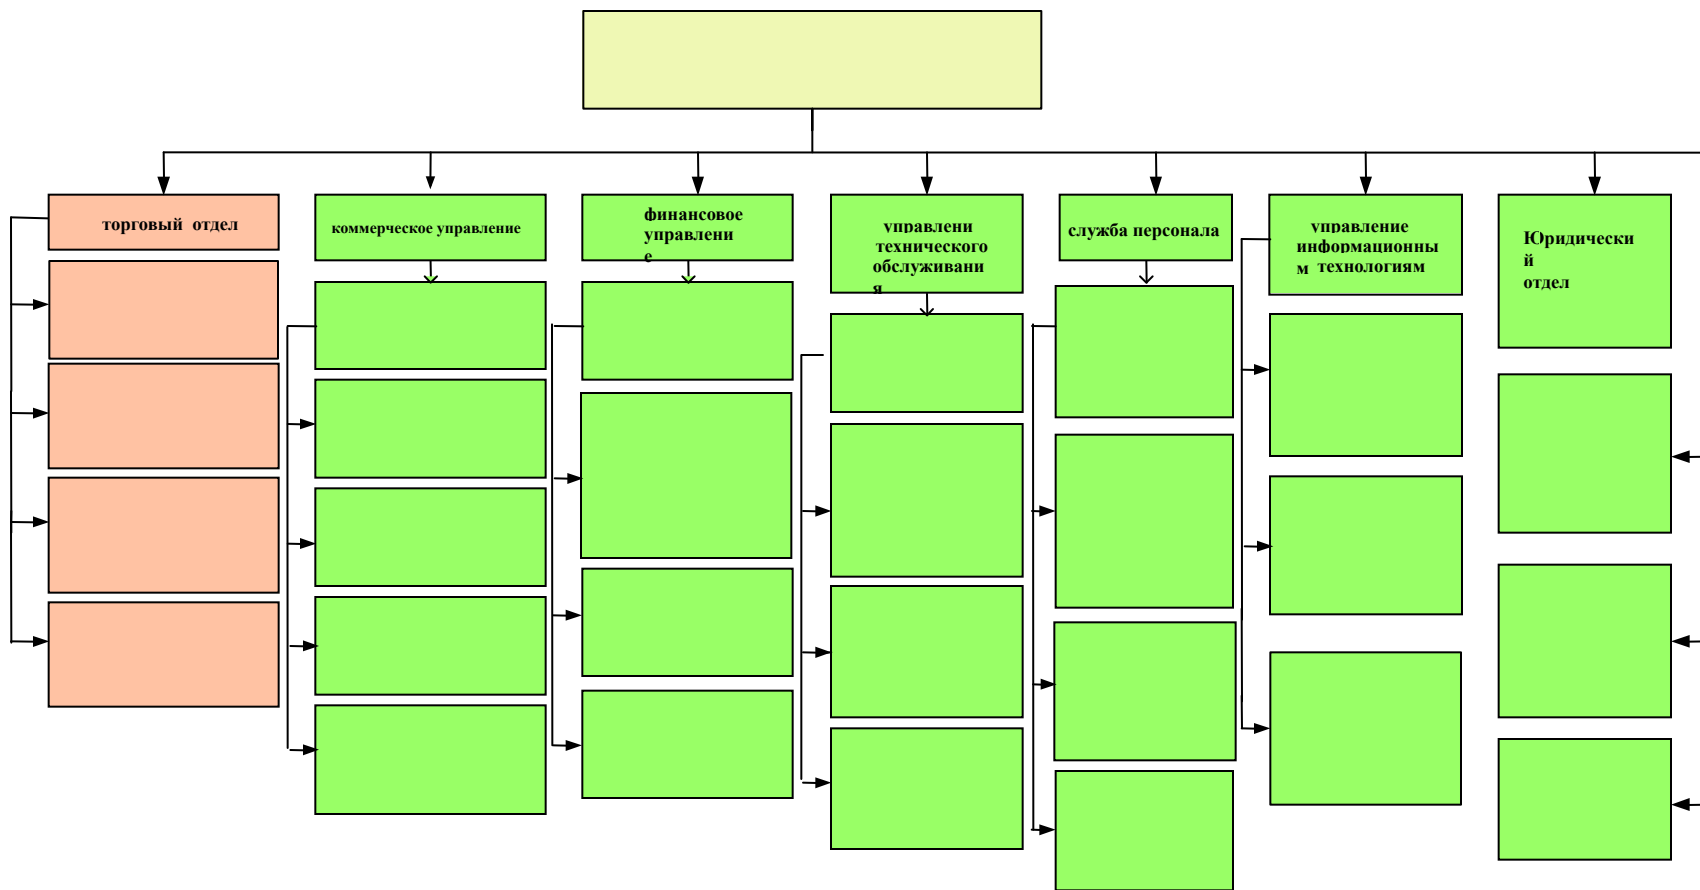 торговый отдел
коммерческое управление
финансовое
управлени
е
управлени
технического
обслуживани
я
служба персонала
управление
информационны
м технологиям
Юридически
й
отдел